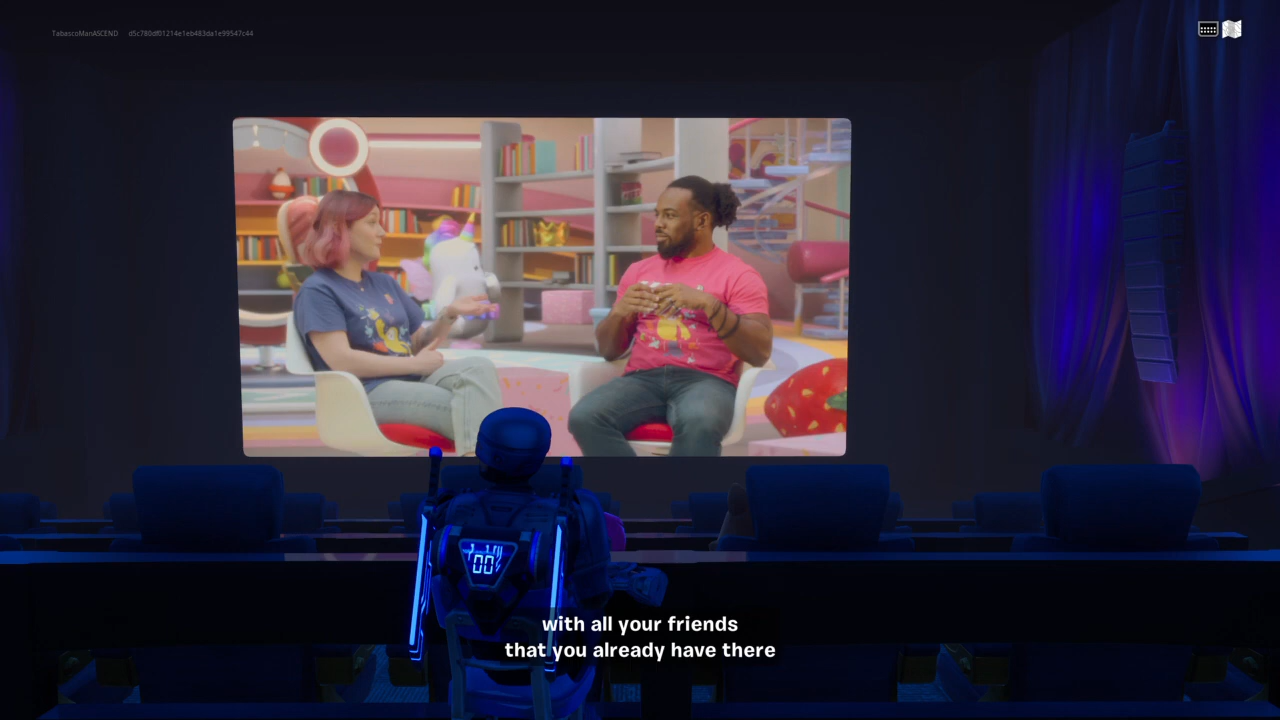 TabascoManASCEND d5c780df01214e1eb483da1e99547c44
00
with all your friends
that you already have there